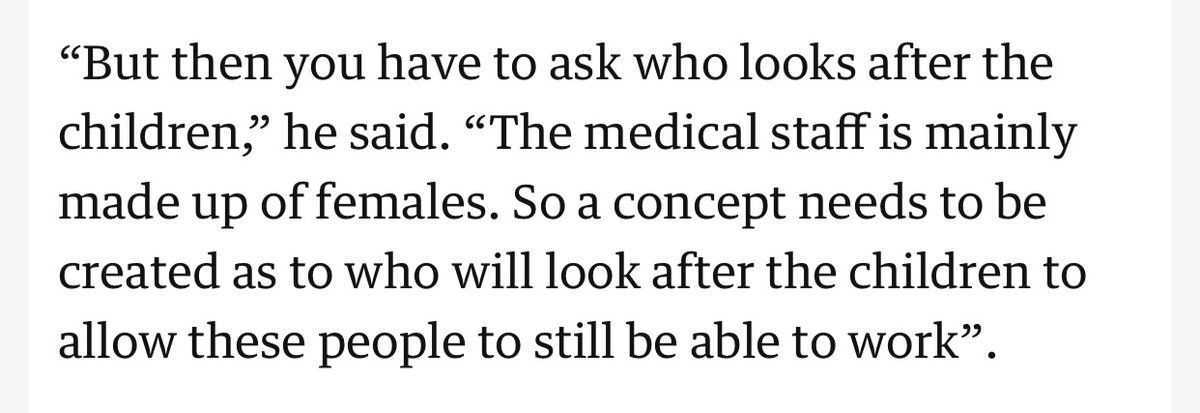 “But then you have to ask who looks after the
children,” he said. “The medical staff is mainly
made up of females. So a concept needs to be
created as to who will look after the children to
allow these people to still be able to work”.